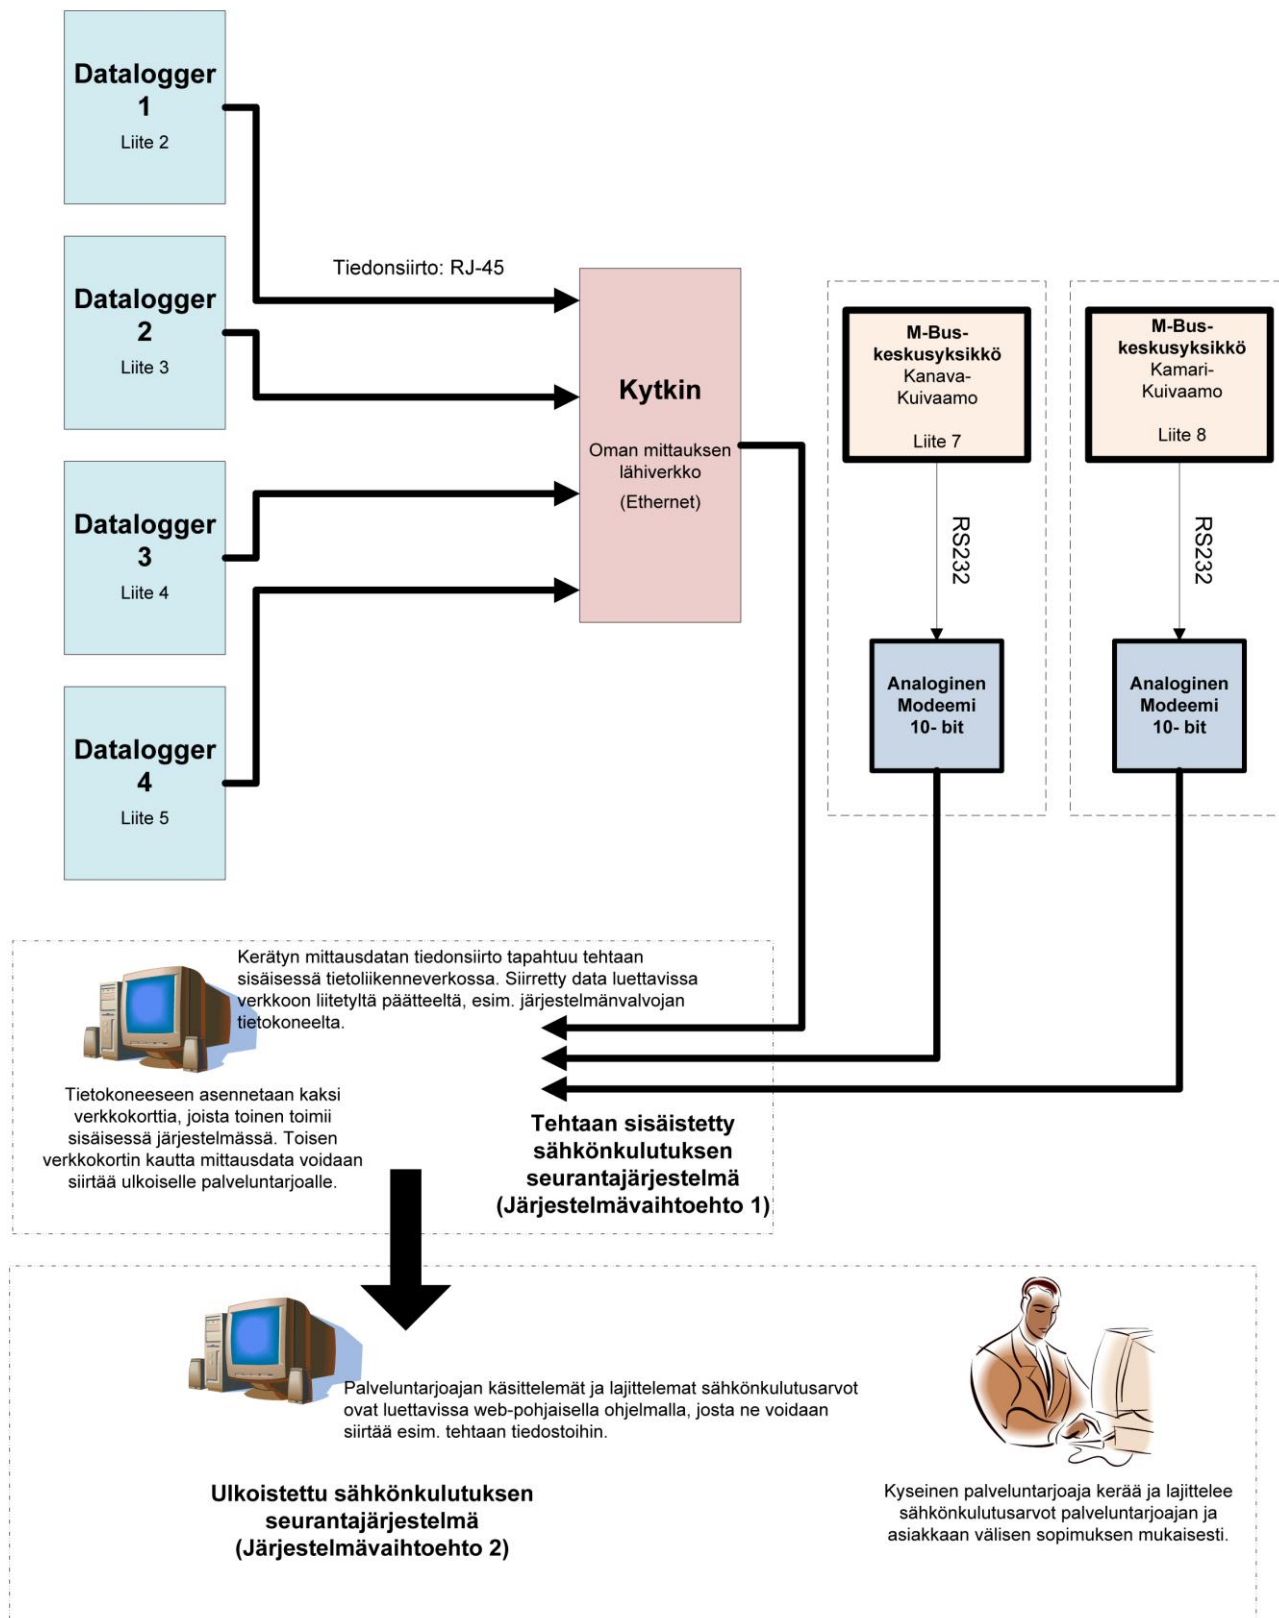 Datalogger
1
Liite 2
Datalogger
2
Liite 3
Datalogger
3
Liite 4
Datalogger
4
Liite 5
Tiedonsiirto: RJ-45
Kytkin
Oman mittauksen
lähiverkko
(Ethernet)
M-Bus-
keskusyksikkö
Kanava-
Kuivaamo
Liite 7
RS232
Analoginen
Modeemi
10- bit
M-Bus-
keskusyksikkö
Kamari-
Kuivaamo
Liite 8
RS232
Analoginen
Modeemi
10- bit
Kerätyn mittausdatan tiedonsiirto tapahtuu tehtaan
sisäisessä tietoliikenneverkossa. Siirretty data luettavissa
verkkoon liitetyltä päätteeltä, esim. järjestelmänvalvojan
tietokoneelta.
Tietokoneeseen asennetaan kaksi
verkkokorttia, joista toinen toimii
sisäisessä järjestelmässä. Toisen
verkkokortin kautta mittausdata voidaan
siirtää ulkoiselle palveluntarjoalle.
Tehtaan sisäistetty
sähkönkulutuksen
seurantajärjestelmä
(Järjestelmävaihtoehto 1)
Palveluntarjoajan käsittelemät ja lajittelemat sähkönkulutusarvot
ovat luettavissa web-pohjaisella ohjelmalla, josta ne voidaan
siirtää esim. tehtaan tiedostoihin.
Ulkoistettu sähkönkulutuksen
seurantajärjestelmä
(Järjestelmävaihtoehto 2)
Kyseinen palveluntarjoaja kerää ja lajittelee
sähkönkulutusarvot palveluntarjoajan ja
asiakkaan välisen sopimuksen mukaisesti.